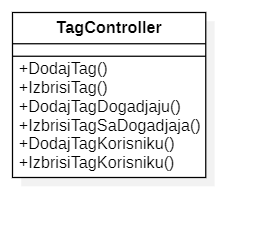 TagController
+DodajTag()
+IzbrisiTag()
+DodajTagDogadjaju()
+IzbrisiTagSaDogadjaja()
+DodajTagKorisniku()
+IzbrisiTagKorisniku()